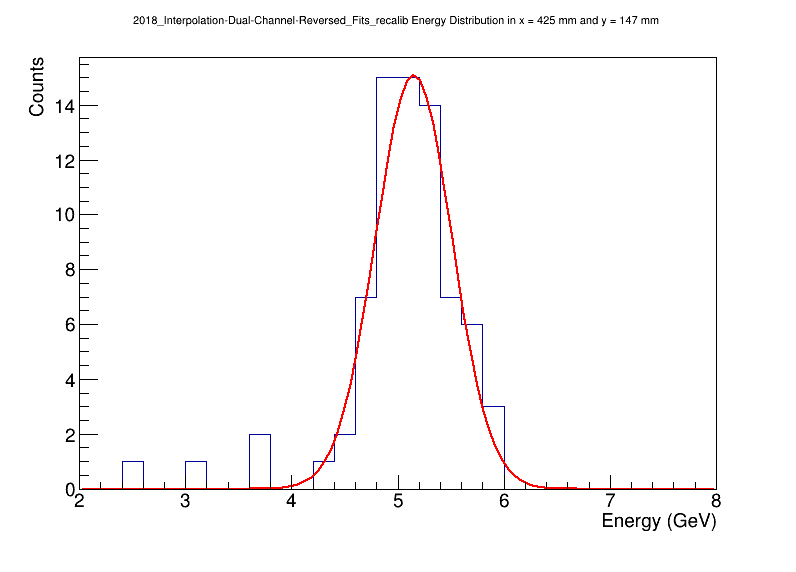 2018_Interpolation-Dual-Channel-Reversed_Fits_recalib Energy Distribution in x = 425 mm and y = 147 mm
Counts
14
12
10
8
6
4
2
0
2 3 4 5 6 7 8
Energy (GeV)